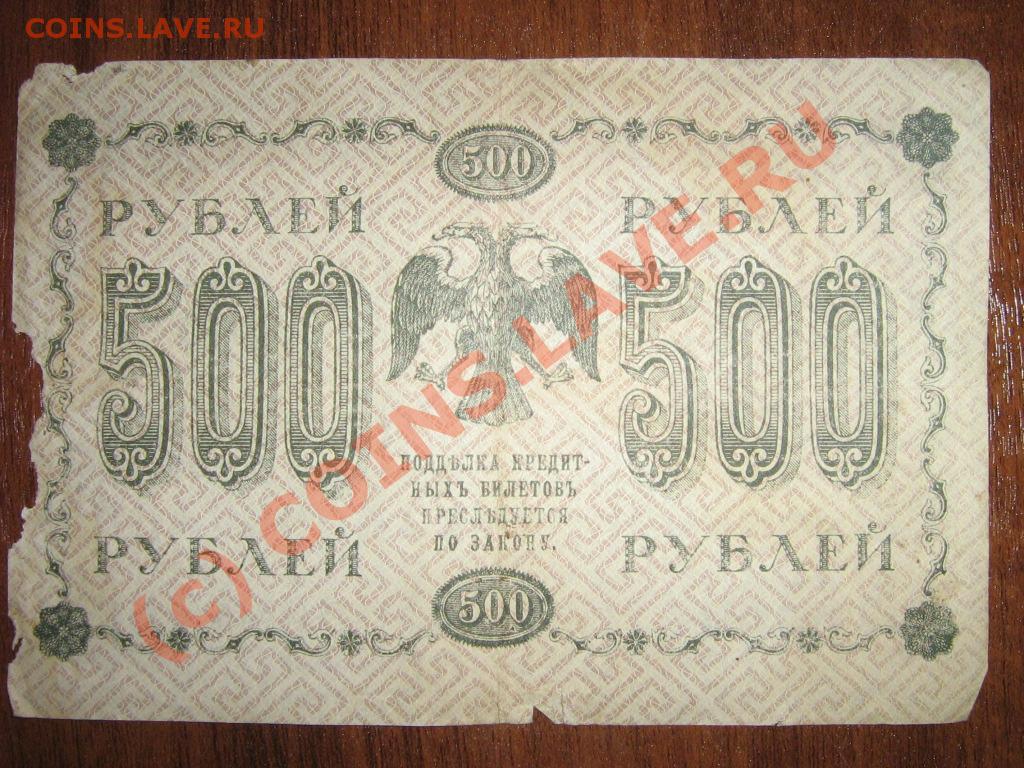 COINS.LAVE.RU
500
РУБЛЕЙ РУБЛЕЙ
500 500
ПОДДѢЛКА КРЕДИТ-
НЫХЪ БИЛЕТОВЪ
ПРЕСЛѢДУЕТСЯ
ПО ЗАКОНУ.
РУБЛЕЙ РУБЛЕЙ
500
(c) COINS.LAVE.RU